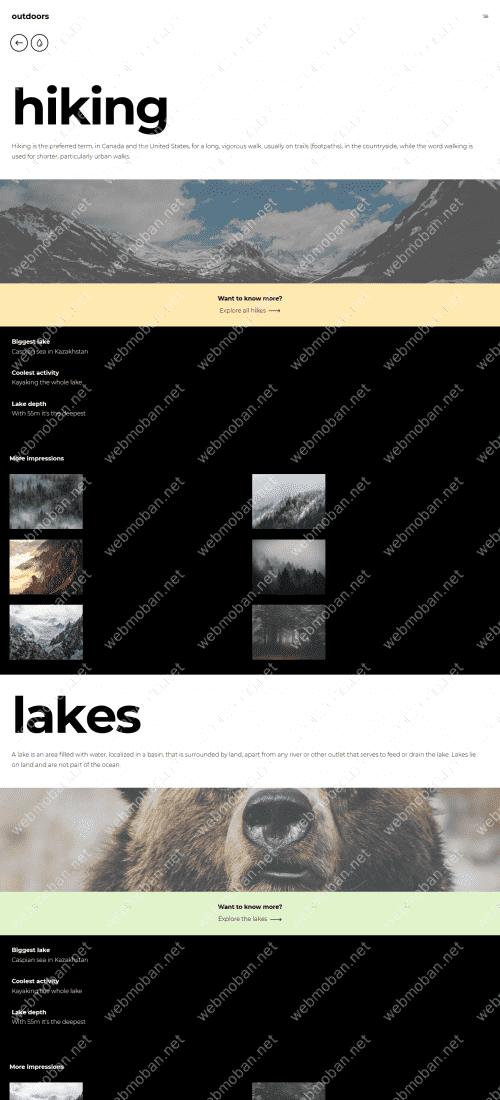 outdoors
hiking
Hiking is the preferred term, in Canada and the United States, for a long, vigorous walk, usually on trails (footpaths), in the countryside, while the word walking is
used for shorter, particularly urban walks.
Want to know more?
Explore all hikes
Biggest lake
Caspian sea in Kazakhstan
Coolest activity
Kayaking the whole lake
Lake depth
With 55m it's the deepest
More impressions
lakes
A lake is an area filled with water, localized in a basin, that is surrounded by land, apart from any river or other outlet that serves to feed or drain the lake. Lakes lie
on land and are not part of the ocean.
Want to know more?
Explore the lakes
Biggest lake
Caspian sea in Kazakhstan
Coolest activity
Kayaking the whole lake
Lake depth
With 55m it's the deepest
More impressions
webmoban.net